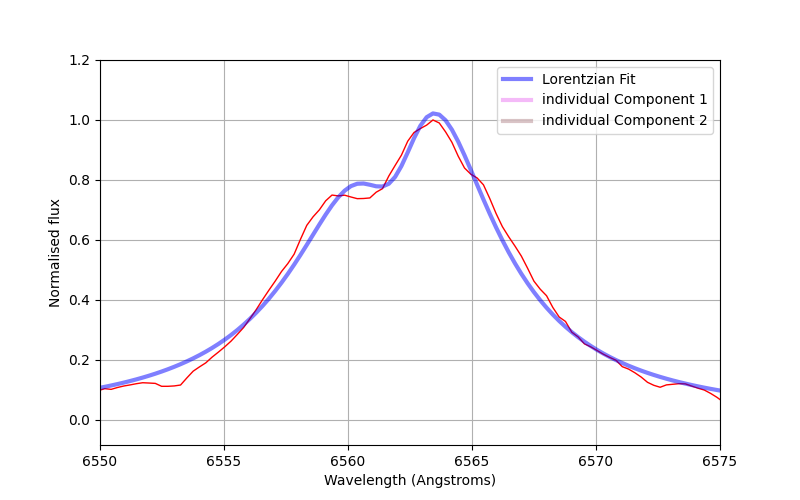 1.2
1.0
0.8
0.6
0.4
0.2
0.0
Normalised flux
Lorentzian Fit
individual Component 1
individual Component 2
6550 6555 6560 6565 6570 6575
Wavelength (Angstroms)